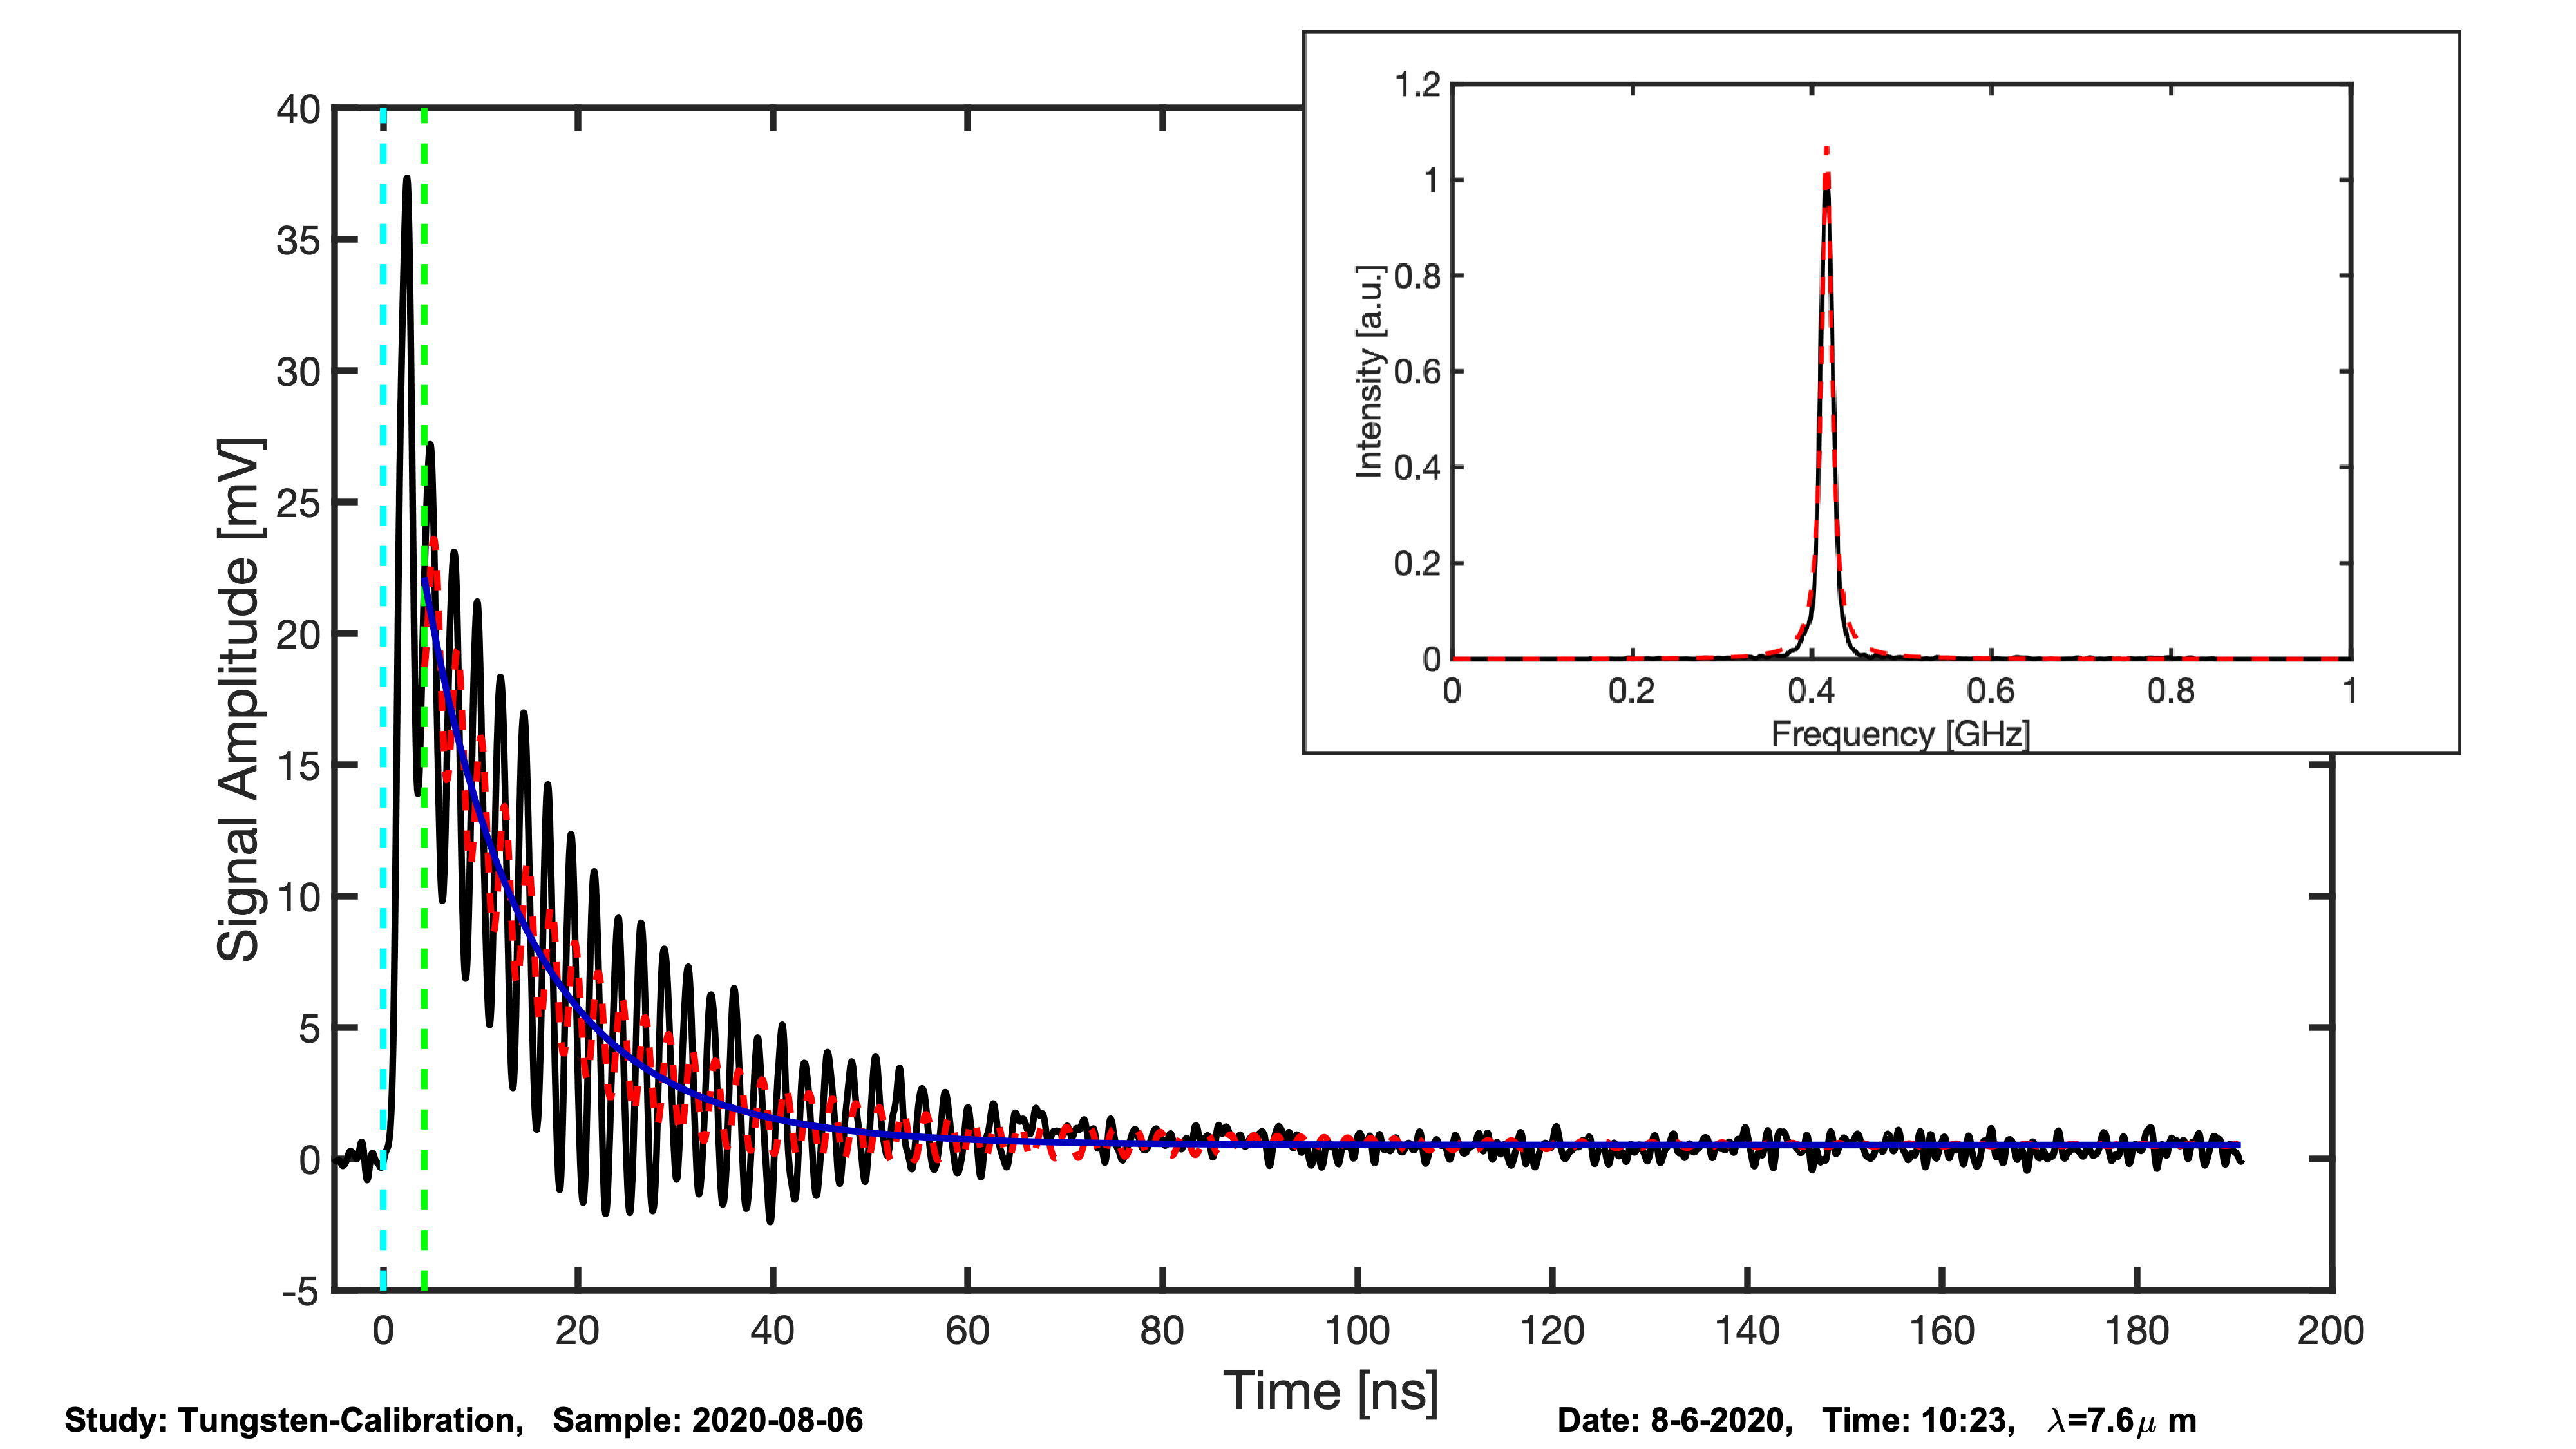 1.2
1
0.8
0.6
0.4
0.2
0
Intensity [a.u.]
0 0.2 0.4 0.6 0.8 1
Frequency [GHz]
40
35
30
25
20
15
10
5
0
-5
Signal Amplitude [mV]
0 20 40 60 80 100 120 140 160 180 200
Time [ns]
Study: Tungsten-Calibration, Sample: 2020-08-06
Date: 8-6-2020, Time: 10:23, λ=7.6μ m